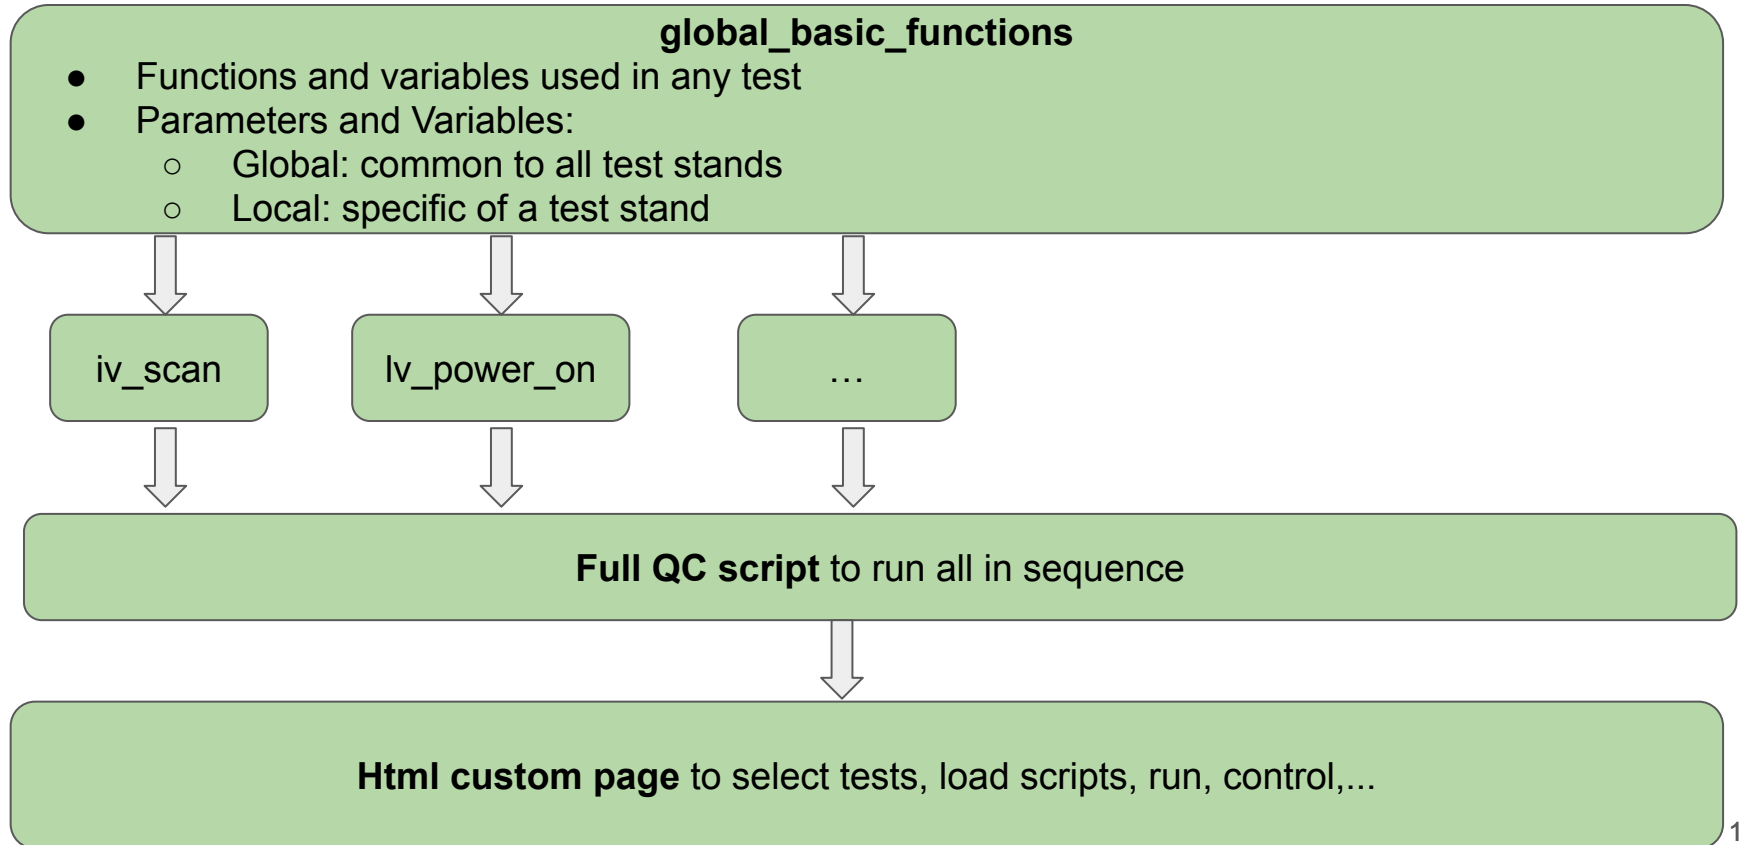 global_basic_functions
● Functions and variables used in any test
● Parameters and Variables:
○ Global: common to all test stands
○ Local: specific of a test stand
iv_scan
lv_power_on
…
Full QC script to run all in sequence
Html custom page to select tests, load scripts, run, control,...
1